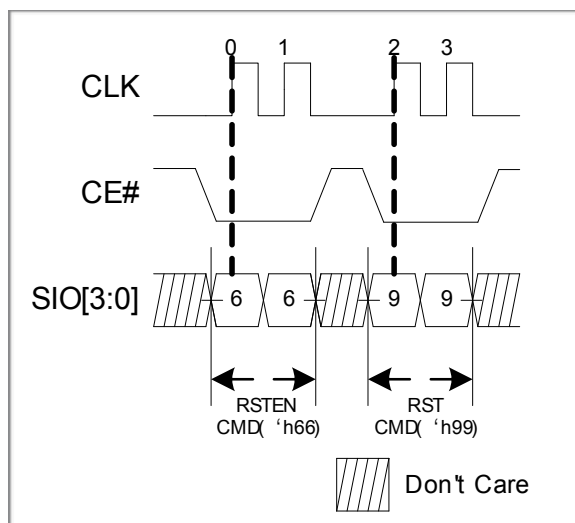 0 1 2 3
CLK
CE#
SIO[3:0] 6 6 9 9
RSTEN RST
CMD( ‘h66) CMD( ‘h99)
Don't Care